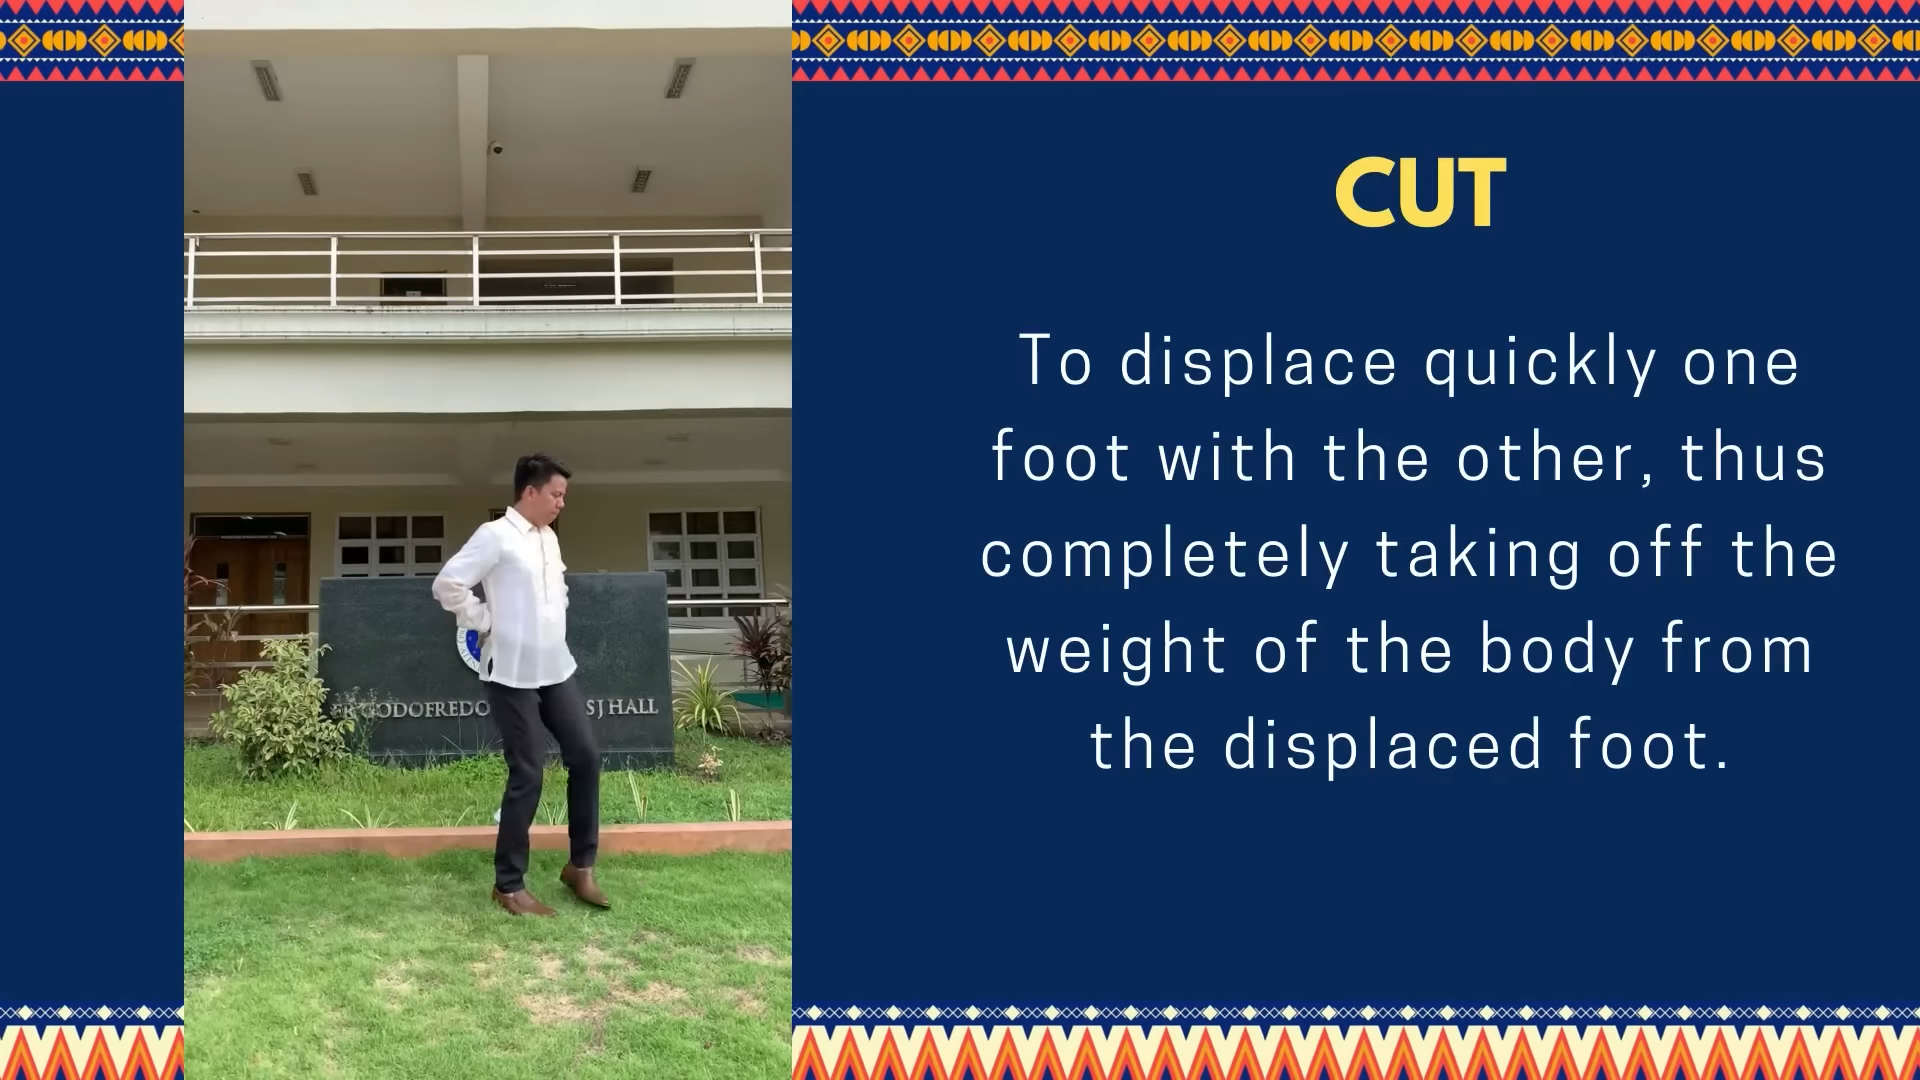 CUT
To displace quickly one
foot with the other, thus
completely taking off the
weight of the body from
the displaced foot.
FR GODOFREDO SJ HALL